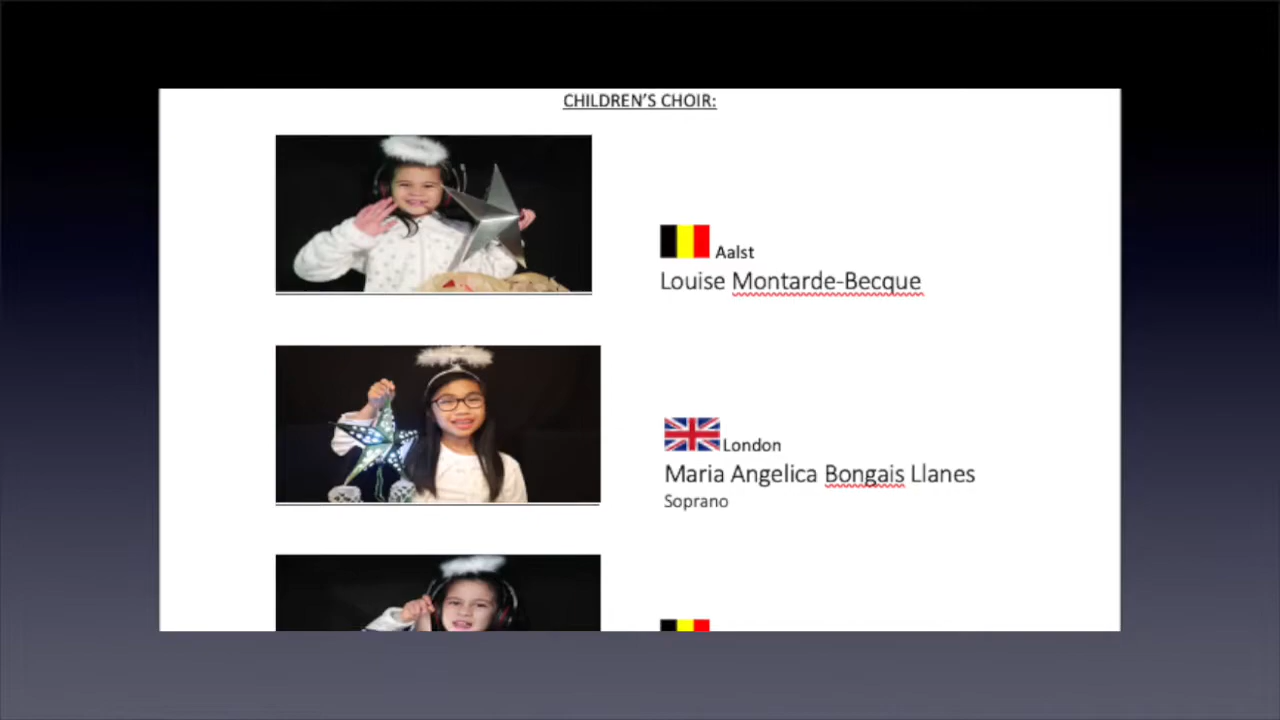 CHILDREN'S CHOIR:
Aalst
Louise Montarde-Becque
London
Maria Angelica Bongais Llanes
Soprano